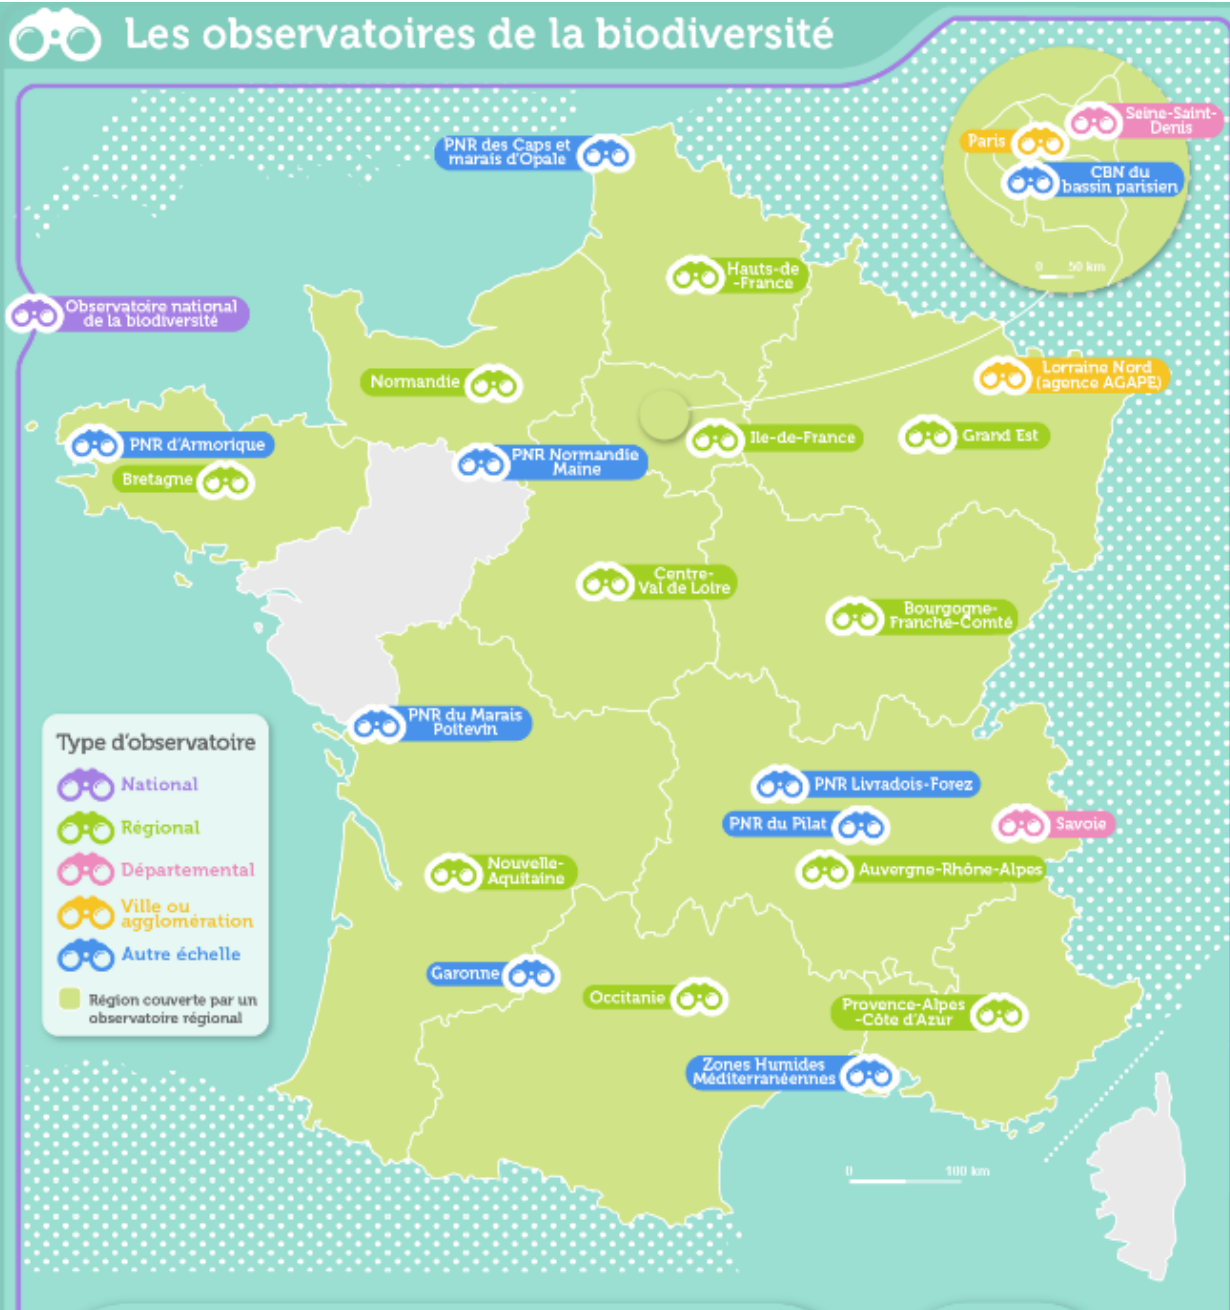 Les observatoires de la biodiversité
Seine-Saint-
Denis
Paris
CBN du
bassin parisien
0 50 km
PNR des Caps et
marais d'Opale
Hauts-de
-France
Observatoire national
de la biodiversité
Normandie
Lorraine Nord
(agence AGAPE)
PNR d'Armorique
Bretagne
PNR Normandie
Maine
Ile-de-France
Grand Est
Centre-
Val de Loire
Bourgogne-
Franche-Comté
PNR du Marais
Poitevin
Type d'observatoire
National
Régional
Départemental
Ville ou
agglomération
Autre échelle
Région couverte par un
observatoire régional
PNR Livradois-Forez
PNR du Pilat
Savoie
Nouvelle-
Aquitaine
Auvergne-Rhône-Alpes
Garonne
Occitanie
Provence-Alpes
-Côte d'Azur
Zones Humides
Méditerranéennes
0 100 km